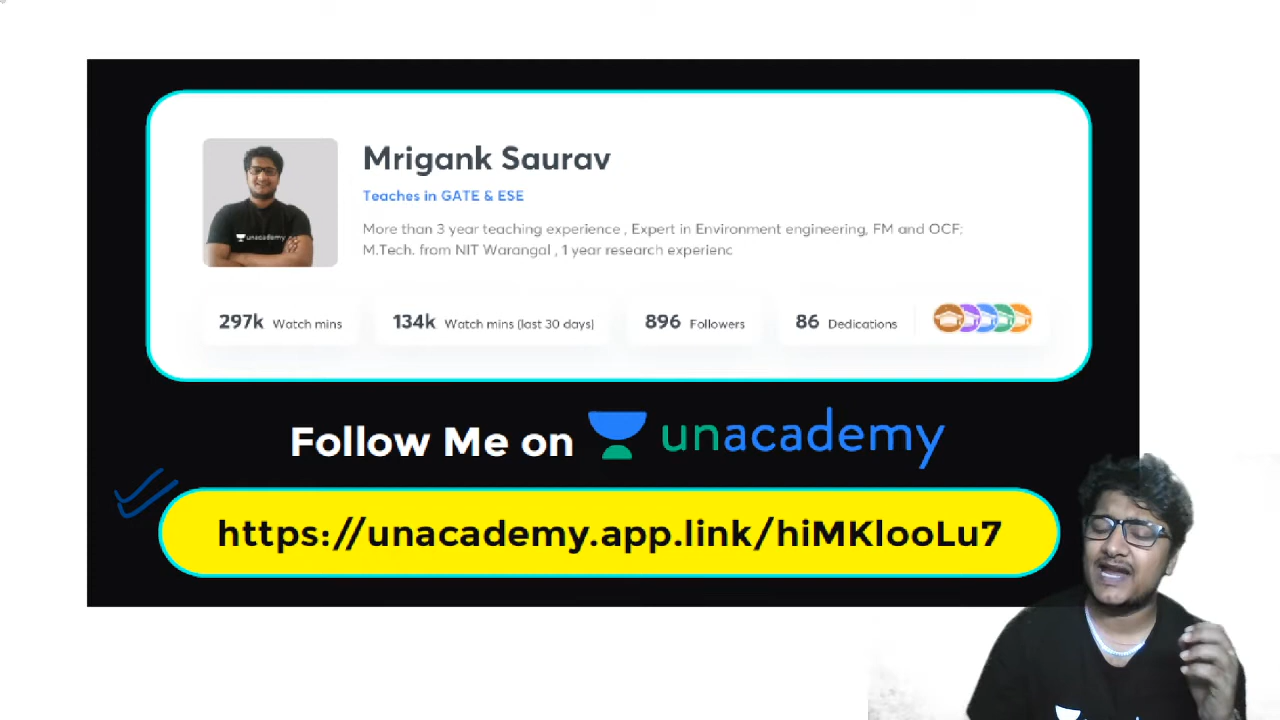 Mrigank Saurav
Teaches in GATE & ESE
More than 3 year teaching experience , Expert in Environment engineering, FM and OCF;
M.Tech. from NIT Warangal , 1 year research experienc
297k Watch mins 134k Watch mins (last 30 days) 896 Followers 86 Dedications
unacademy
Follow Me on unacademy
https://unacademy.app.link/hiMKlooLu7